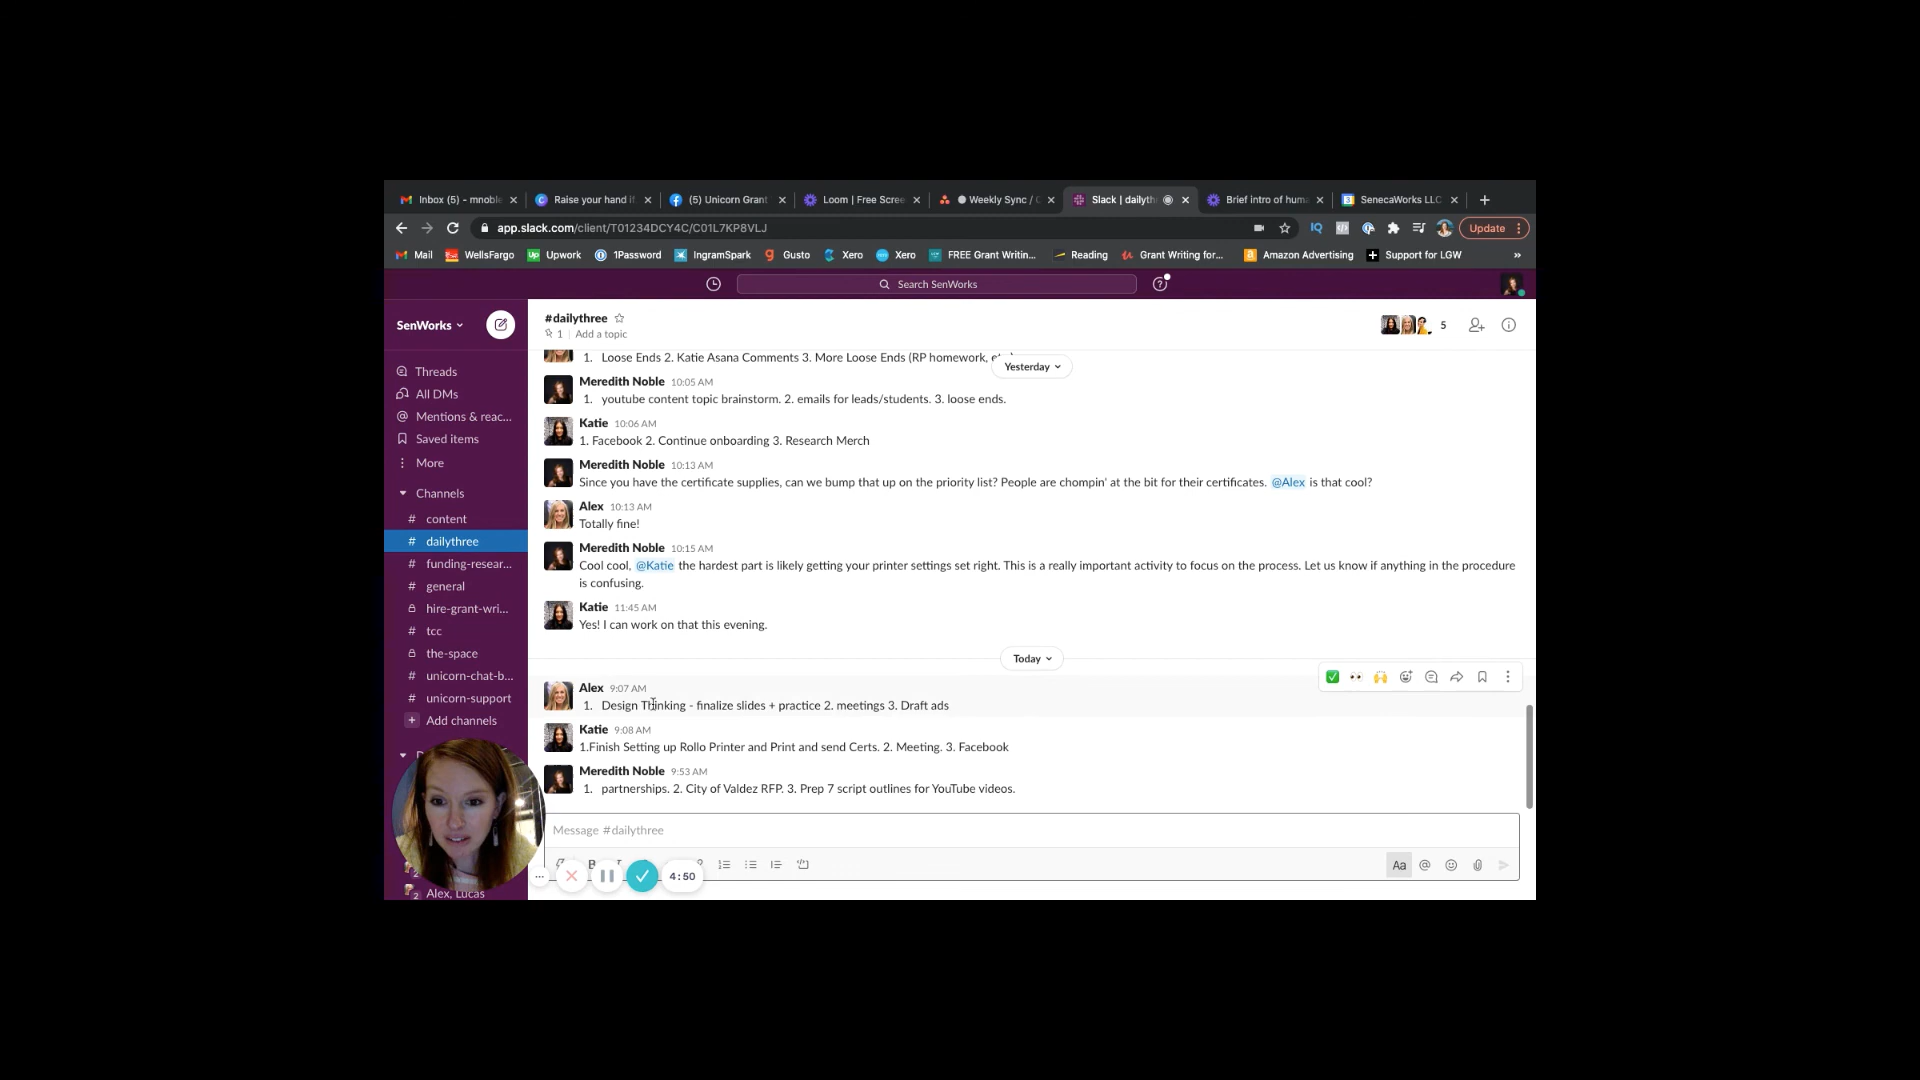 Inbox (5) - mnoble
Raise your hand if
(5) Unicorn Grant
Loom | Free Scree
Weekly Sync /
Slack | dailyth
Brief intro of huma
SenecaWorks LLC
app.slack.com/client/T01234DCY4C/C01L7KP8VLJ
Update
Mail
WellsFargo
Upwork
1Password
IngramSpark
Gusto
Xero
Xero
FREE Grant Writin...
Reading
Grant Writing for...
Amazon Advertising
Support for LGW
»
Search SenWorks
SenWorks
#dailythree
1 | Add a topic
5
Threads
All DMs
Mentions & reac...
Saved items
More
Channels
# content
# dailythree
# funding-resear...
# general
hire-grant-wri...
# tcc
the-space
# unicorn-chat-b...
# unicorn-support
+ Add channels
Alex, Lucas
1. Loose Ends 2. Katie Asana Comments 3. More Loose Ends (RP homework,
Yesterday
Meredith Noble 10:05 AM
1. youtube content topic brainstorm. 2. emails for leads/students. 3. loose ends.
Katie 10:06 AM
1. Facebook 2. Continue onboarding 3. Research Merch
Meredith Noble 10:13 AM
Since you have the certificate supplies, can we bump that up on the priority list? People are chompin' at the bit for their certificates. @Alex is that cool?
Alex 10:13 AM
Totally fine!
Meredith Noble 10:15 AM
Cool cool, @Katie the hardest part is likely getting your printer settings set right. This is a really important activity to focus on the process. Let us know if anything in the procedure
is confusing.
Katie 11:45 AM
Yes! I can work on that this evening.
Today
Alex 9:07 AM
1. Design Thinking - finalize slides + practice 2. meetings 3. Draft ads
Katie 9:08 AM
1.Finish Setting up Rollo Printer and Print and send Certs. 2. Meeting. 3. Facebook
Meredith Noble 9:53 AM
1. partnerships. 2. City of Valdez RFP. 3. Prep 7 script outlines for YouTube videos.
Message #dailythree
B
Aa
4:50